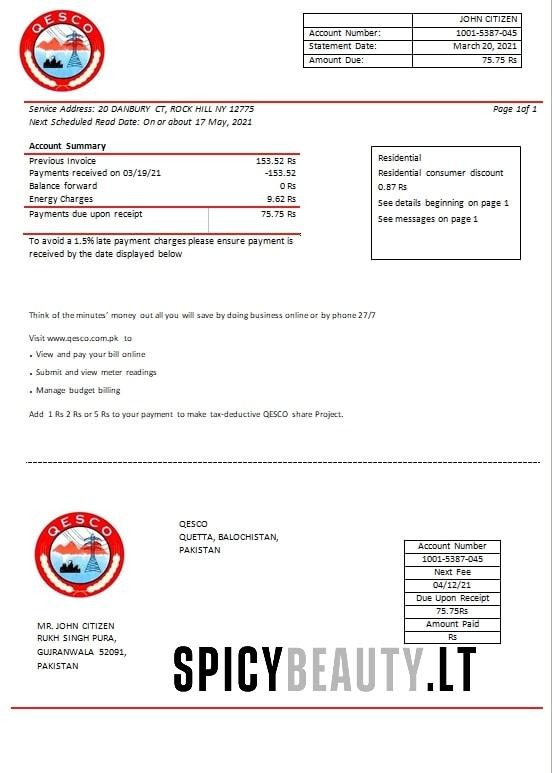 QESCO
JOHN CITIZEN
Account Number: 1001-5387-045
Statement Date: March 20, 2021
Amount Due: 75.75 Rs
Service Address: 20 DANBURY CT, ROCK HILL NY 12775 Page 1of 1
Next Scheduled Read Date: On or about 17 May, 2021
Account Summary
Previous Invoice 153.52 Rs
Payments received on 03/19/21 -153.52
Balance forward 0 Rs
Energy Charges 9.62 Rs
Payments due upon receipt 75.75 Rs
To avoid a 1.5% late payment charges please ensure payment is
received by the date displayed below
Residential
Residential consumer discount
0.87 Rs
See details beginning on page 1
See messages on page 1
Think of the minutes' money out all you will save by doing business online or by phone 27/7
Visit www.qesco.com.pk to
• View and pay your bill online
• Submit and view meter readings
• Manage budget billing
Add 1 Rs 2 Rs or 5 Rs to your payment to make tax-deductive QESCO share Project.
QESCO
QESCO
QUETTA, BALOCHISTAN,
PAKISTAN
Account Number
1001-5387-045
Next Fee
04/12/21
Due Upon Receipt
75.75Rs
Amount Paid
Rs
MR. JOHN CITIZEN
RUKH SINGH PURA,
GUJRANWALA 52091,
PAKISTAN
SPICYBEAUTY.LT